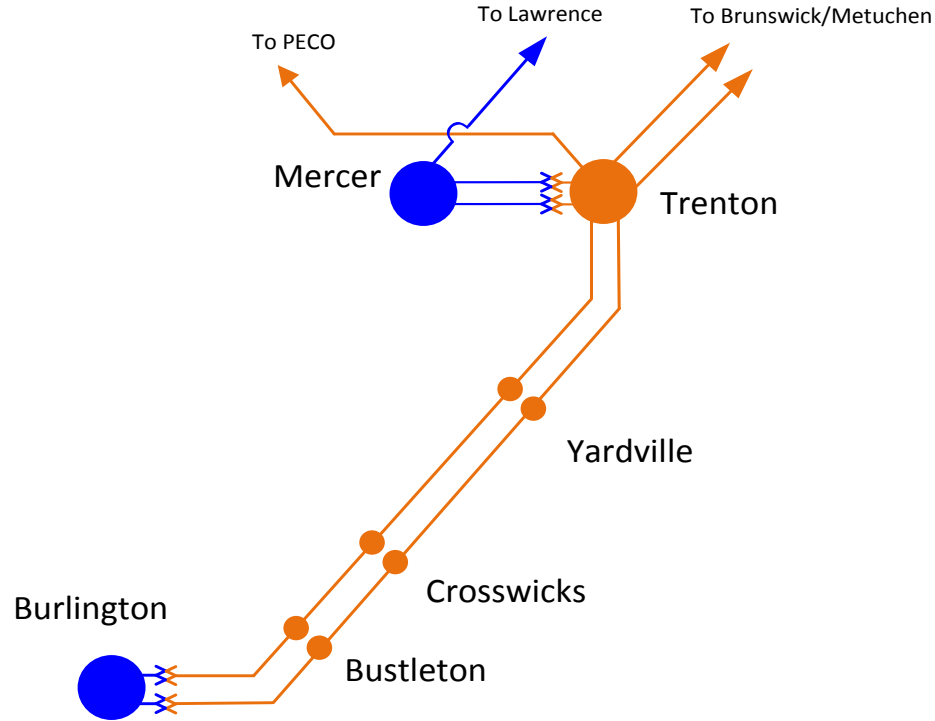 To Lawrence
To Brunswick/Metuchen
To PECO
Mercer
Trenton
Yardville
Crosswicks
Burlington
Bustleton